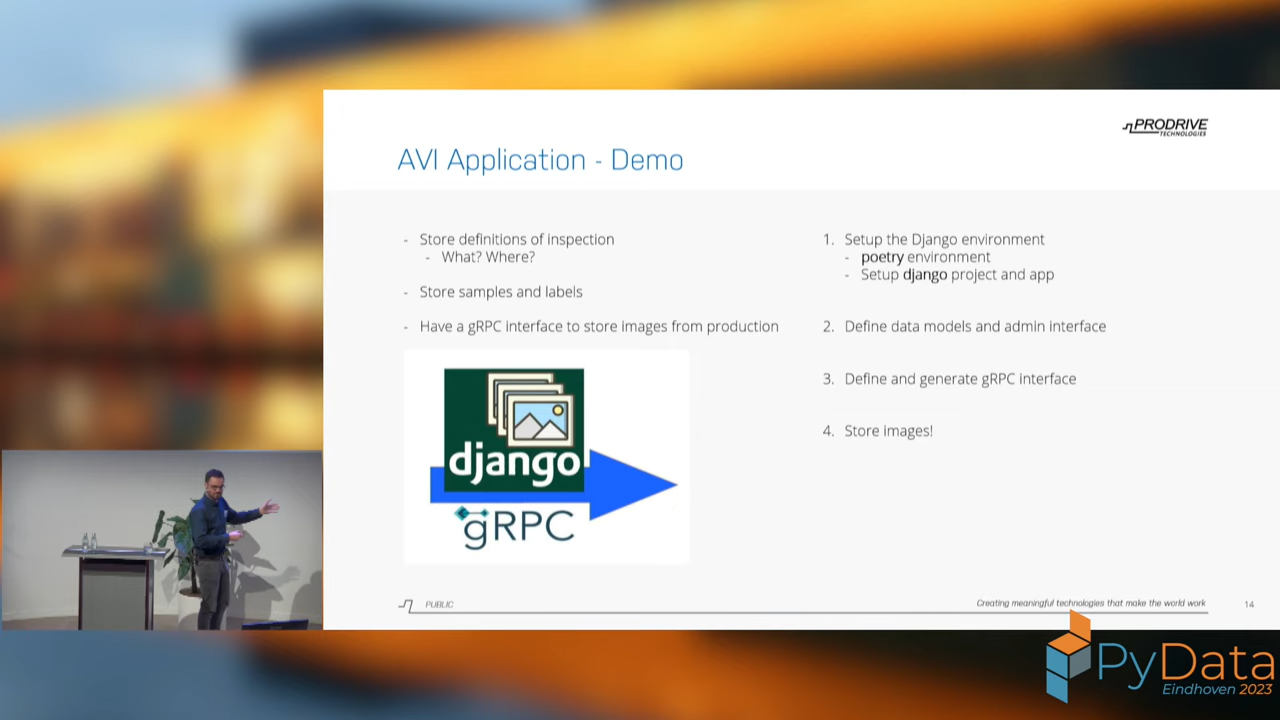 PRODRIVE
TECHNOLOGIES
AVI Application - Demo
- Store definitions of inspection
- What? Where?
- Store samples and labels
- Have a gRPC interface to store images from production
django
gRPC
1. Setup the Django environment
- poetry environment
- Setup django project and app
2. Define data models and admin interface
3. Define and generate gRPC interface
4. Store images!
PUBLIC
Creating meaningful technologies that make the world work
14
PyData
Eindhoven 2023